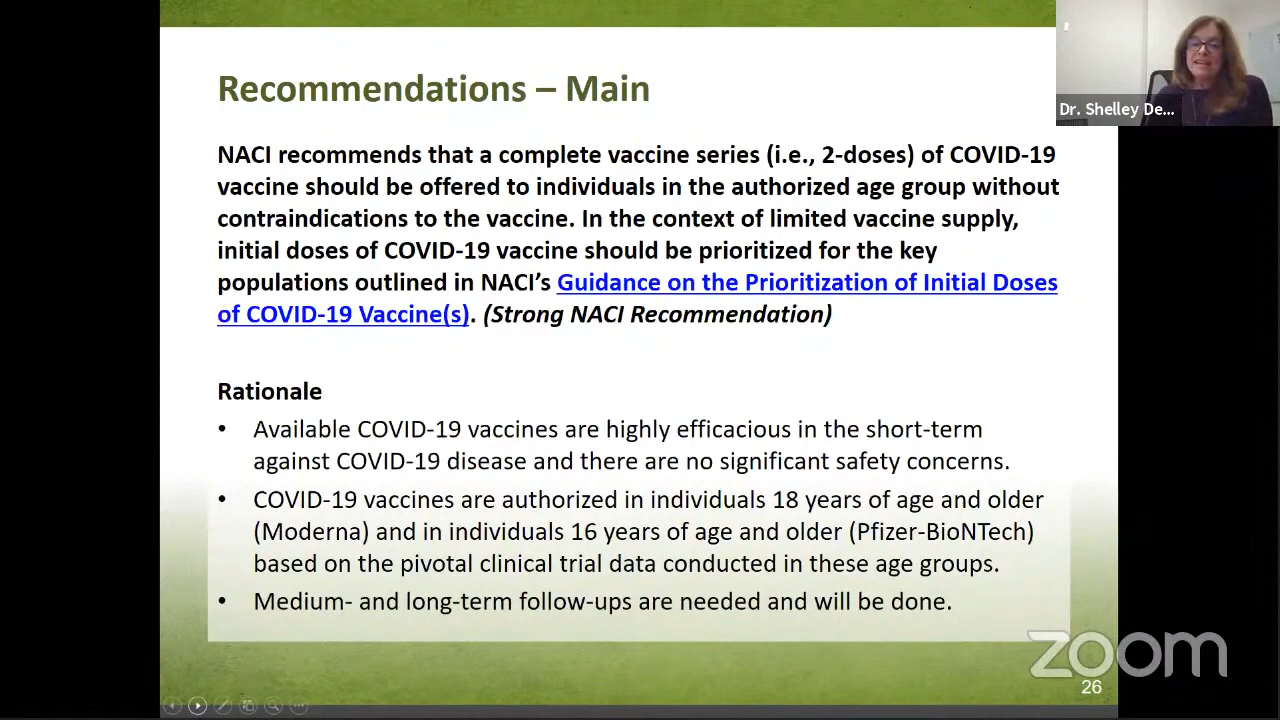 Recommendations – Main
Dr. Shelley De...
NACI recommends that a complete vaccine series (i.e., 2-doses) of COVID-19
vaccine should be offered to individuals in the authorized age group without
contraindications to the vaccine. In the context of limited vaccine supply,
initial doses of COVID-19 vaccine should be prioritized for the key
populations outlined in NACI’s Guidance on the Prioritization of Initial Doses
of COVID-19 Vaccine(s). (Strong NACI Recommendation)
Rationale
• Available COVID-19 vaccines are highly efficacious in the short-term
against COVID-19 disease and there are no significant safety concerns.
• COVID-19 vaccines are authorized in individuals 18 years of age and older
(Moderna) and in individuals 16 years of age and older (Pfizer-BioNTech)
based on the pivotal clinical trial data conducted in these age groups.
• Medium- and long-term follow-ups are needed and will be done.
zoom
26